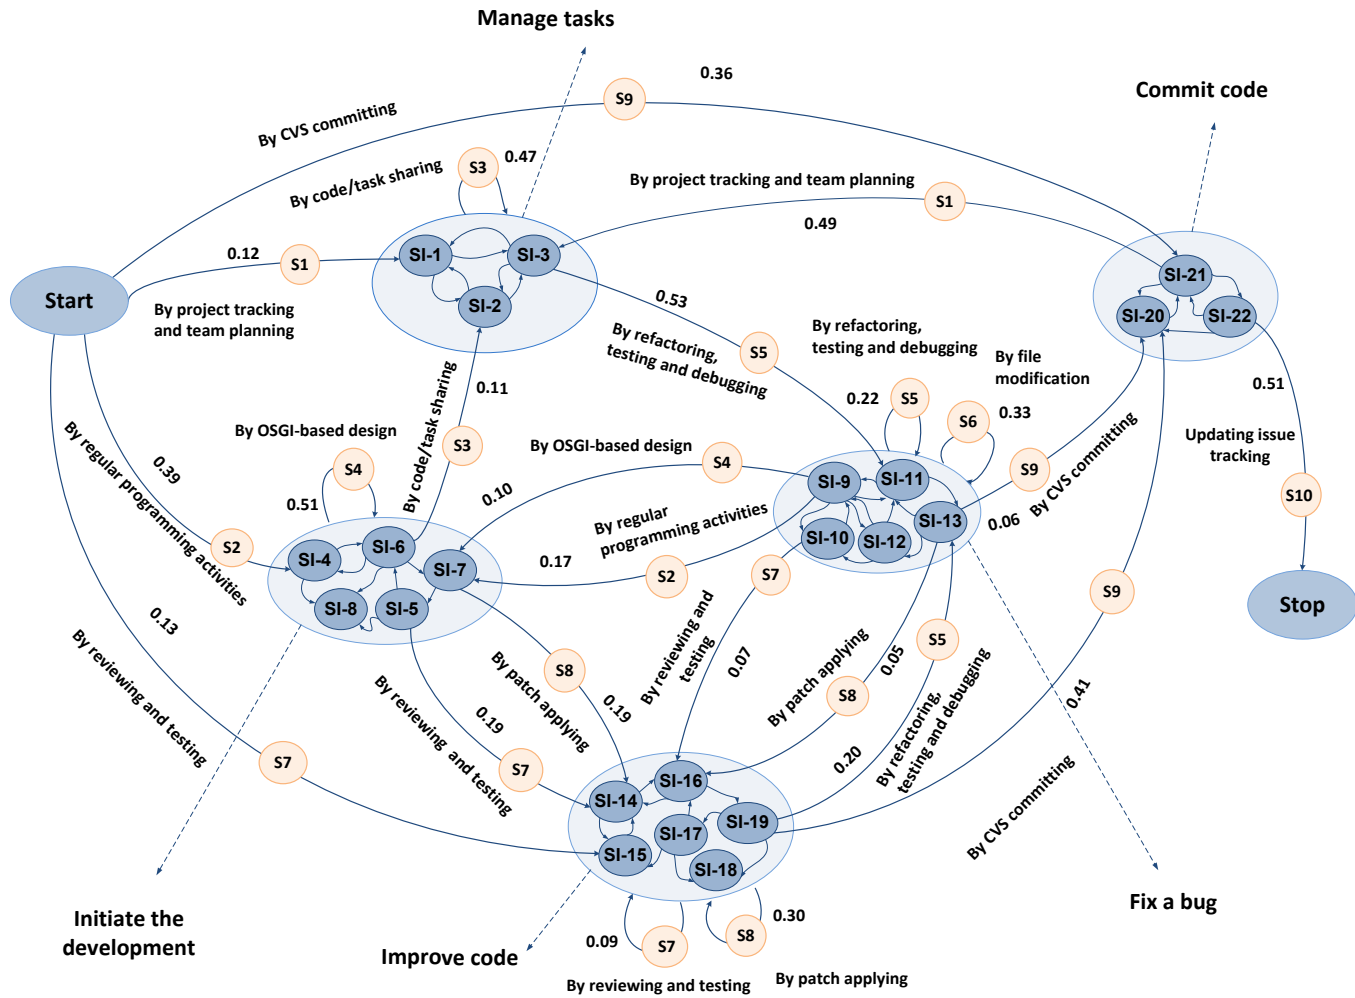 Manage tasks
0.36
Commit code
S9
By CVS committing
S3
0.47
By code/task sharing
By project tracking and team planning
S1
0.49
0.12
S1
SI-1
SI-3
SI-2
Start
By project tracking
and team planning
SI-21
SI-20
SI-22
0.53
By refactoring,
testing and debugging
S5
By refactoring,
testing and debugging
By file
modification
0.22
S5
S6
0.33
0.51
Updating issue
tracking
S10
Stop
0.11
By code/task sharing
S3
By OSGI-based design
S4
0.51
By OSGI-based design
S4
0.10
By regular
programming activities
0.17
S2
SI-9
SI-11
SI-13
SI-10
SI-12
S9
0.06
By CVS committing
0.39
By regular programming activities
S2
SI-4
SI-6
SI-7
SI-8
SI-5
S7
By reviewing and
testing
0.07
By patch applying
0.05
S8
S5
By refactoring,
testing and debugging
0.20
S9
0.41
By CVS committing
0.13
By reviewing and testing
S7
S8
By patch applying
0.19
0.19
By reviewing and testing
S7
SI-16
SI-14
SI-19
SI-17
SI-15
SI-18
Initiate the
development
Improve code
Fix a bug
0.09
S7
S8
0.30
By reviewing and testing
By patch applying